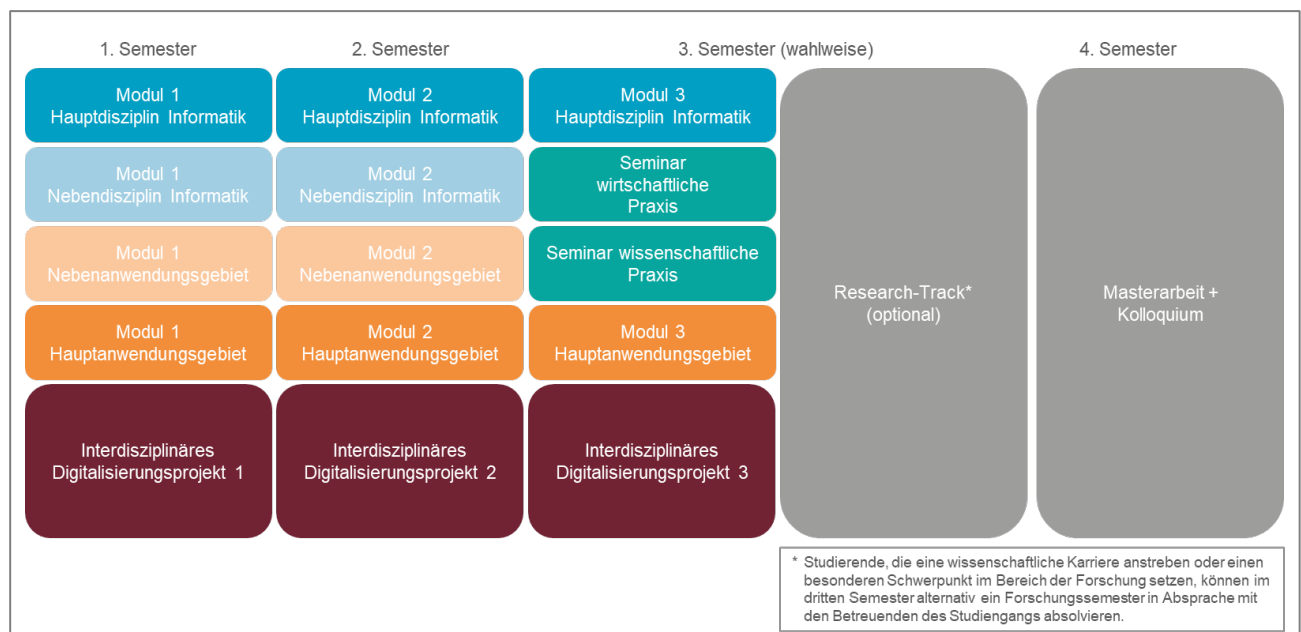 1. Semester
2. Semester
3. Semester (wahlweise)
4. Semester
Modul 1
Hauptdisziplin Informatik
Modul 2
Hauptdisziplin Informatik
Modul 3
Hauptdisziplin Informatik
Modul 1
Nebendisziplin Informatik
Modul 2
Nebendisziplin Informatik
Seminar
wirtschaftliche
Praxis
Modul 1
Nebenanwendungsgebiet
Modul 2
Nebenanwendungsgebiet
Seminar wissenschaftliche
Praxis
Modul 1
Hauptanwendungsgebiet
Modul 2
Hauptanwendungsgebiet
Modul 3
Hauptanwendungsgebiet
Interdisziplinäres
Digitalisierungsprojekt 1
Interdisziplinäres
Digitalisierungsprojekt 2
Interdisziplinäres
Digitalisierungsprojekt 3
Research-Track*
(optional)
Masterarbeit +
Kolloquium
* Studierende, die eine wissenschaftliche Karriere anstreben oder einen
besonderen Schwerpunkt im Bereich der Forschung setzen, können im
dritten Semester alternativ ein Forschungssemester in Absprache mit
den Betreuenden des Studiengangs absolvieren.